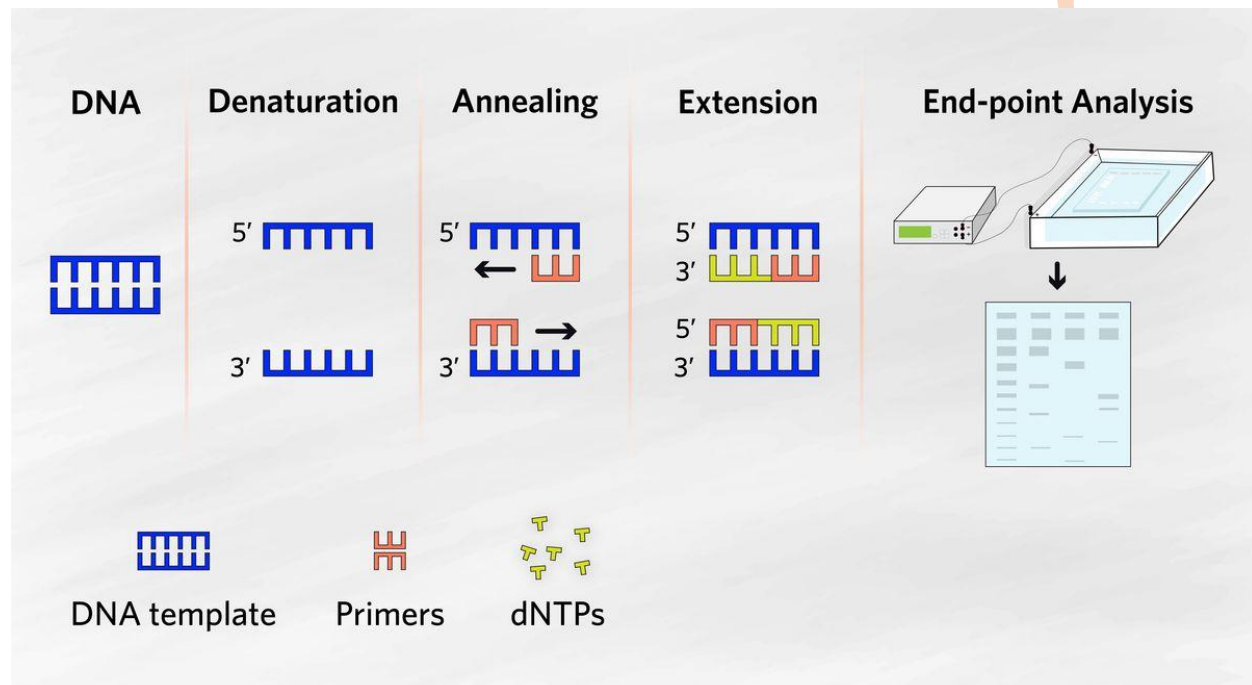 DNA
Denaturation
Annealing
Extension
End-point Analysis
5′
3′
5′
3′
5′
3′
5′
3′
DNA template
Primers
dNTPs